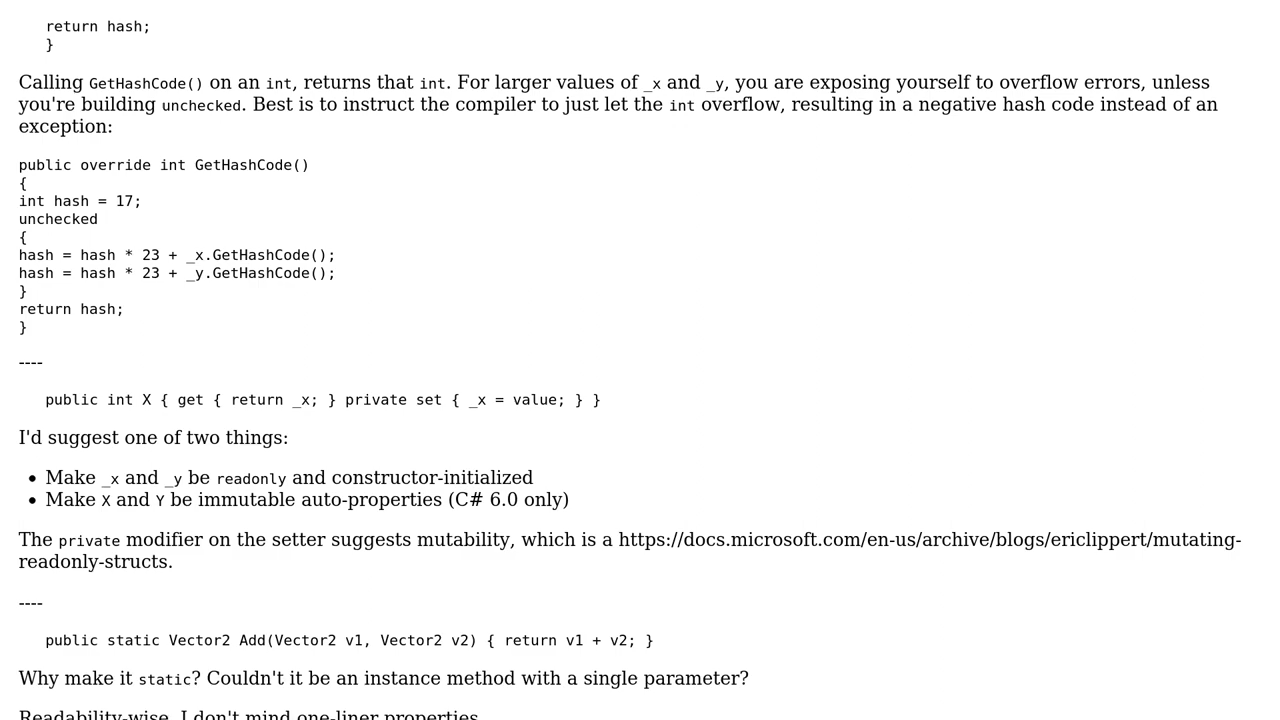 return hash;
}
Calling GetHashCode() on an int, returns that int. For larger values of _x and _y, you are exposing yourself to overflow errors, unless
you're building unchecked. Best is to instruct the compiler to just let the int overflow, resulting in a negative hash code instead of an
exception:
public override int GetHashCode()
{
int hash = 17;
unchecked
{
hash = hash * 23 + _x.GetHashCode();
hash = hash * 23 + _y.GetHashCode();
}
return hash;
}
----
public int X { get { return _x; } private set { _x = value; } }
I'd suggest one of two things:
• Make _x and _y be readonly and constructor-initialized
• Make X and Y be immutable auto-properties (C# 6.0 only)
The private modifier on the setter suggests mutability, which is a https://docs.microsoft.com/en-us/archive/blogs/ericlippert/mutating-
readonly-structs.
----
public static Vector2 Add(Vector2 v1, Vector2 v2) { return v1 + v2; }
Why make it static? Couldn't it be an instance method with a single parameter?
Readability-wise, I don't mind one-liner properties